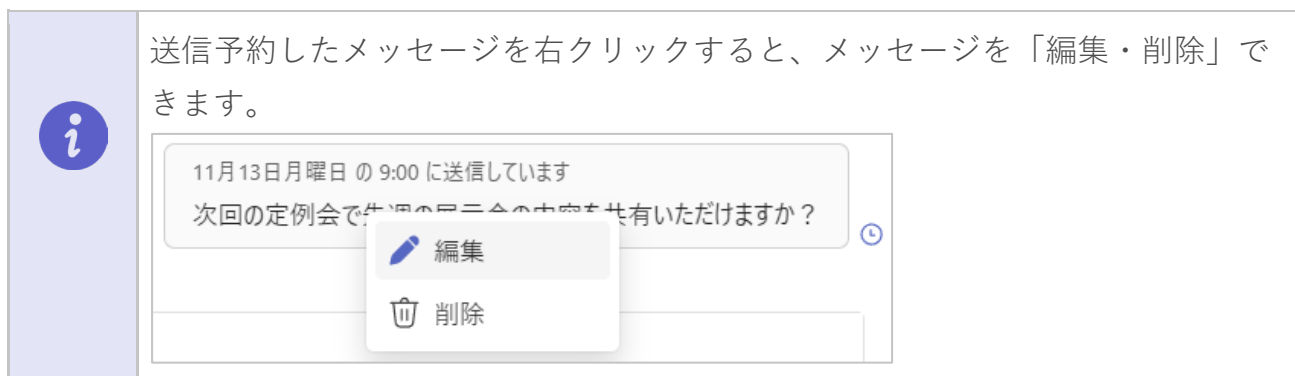 送信予約したメッセージを右クリックすると、メッセージを「編集・削除」で
きます。
11月13日月曜日 の 9:00 に送信しています
次回の定例会で共有いただけますか？
編集
削除